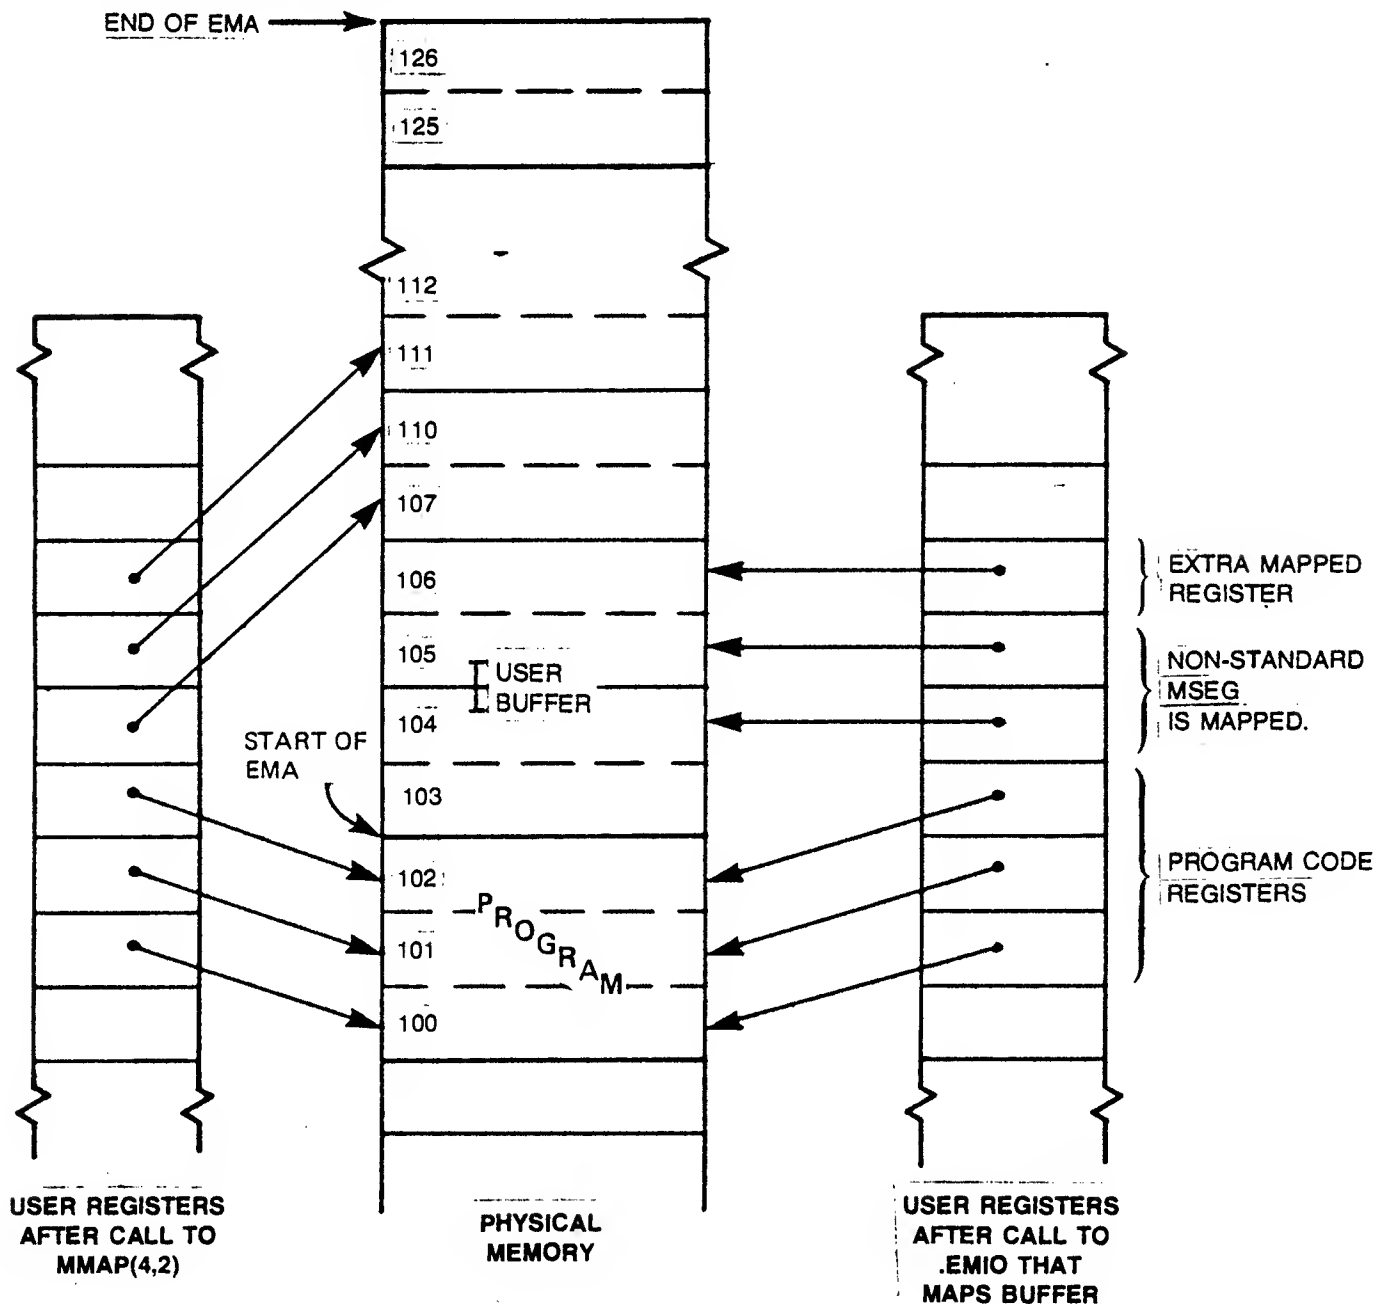 END OF EMA
126
125
112
111
110
107
106
105
USER
BUFFER
104
START OF
EMA
103
102
101
100
PROGRAM
EXTRA MAPPED
REGISTER
NON-STANDARD
MSEG
IS MAPPED.
PROGRAM CODE
REGISTERS
USER REGISTERS
AFTER CALL TO
MMAP(4,2)
PHYSICAL
MEMORY
USER REGISTERS
AFTER CALL TO
.EMIO THAT
MAPS BUFFER